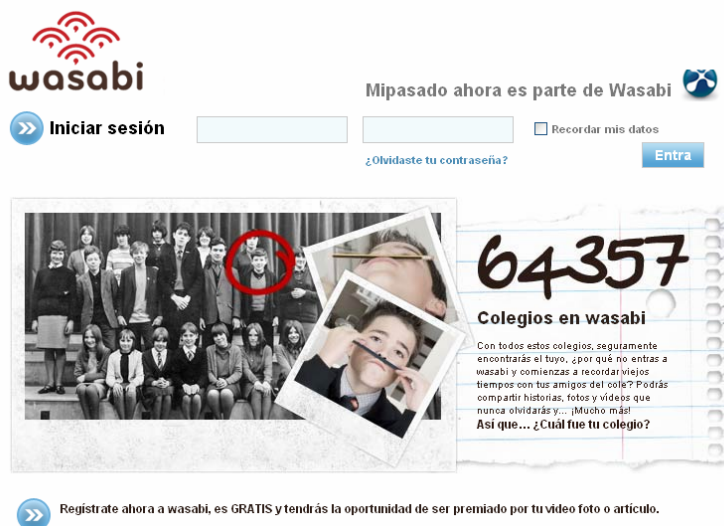 wasabi
Mipasado ahora es parte de Wasabi
Iniciar sesión
Recordar mis datos
¿Olvidaste tu contraseña?
Entra
64357
Colegios en wasabi
Con todos estos colegios, seguramente
encontrarás el tuyo, ¿por qué no entras a
wasabi y comienzas a recordar viejos
tiempos con tus amigos del cole? Podrás
compartir historias, fotos y vídeos que
nunca olvidarás y... ¡Mucho más!
Así que... ¿Cuál fue tu colegio?
Regístrate ahora a wasabi, es GRATIS y tendrás la oportunidad de ser premiado por tu video foto o artículo.